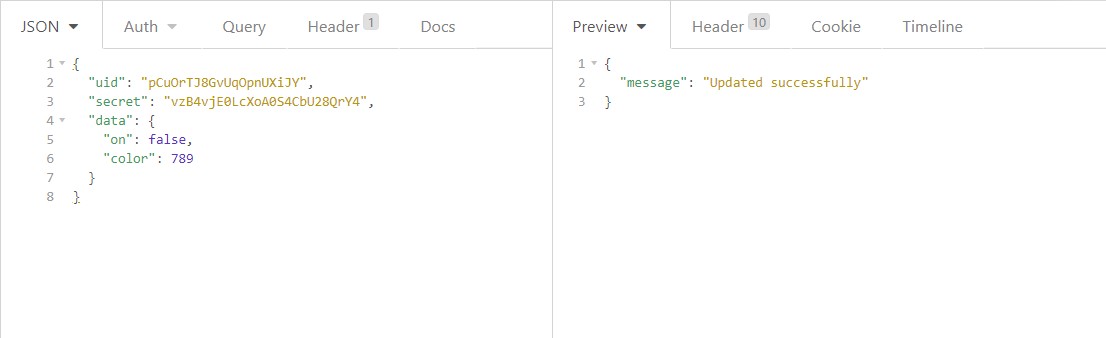 JSON Auth Query Header 1 Docs
1 {
2 "uid": "pCuOrTJ8GvUqOpnUXiJY",
3 "secret": "vzB4vjE0LcXoA0S4CbU28QrY4",
4 "data": {
5 "on": false,
6 "color": 789
7 }
8 }
Preview Header 10 Cookie Timeline
1 {
2 "message": "Updated successfully"
3 }